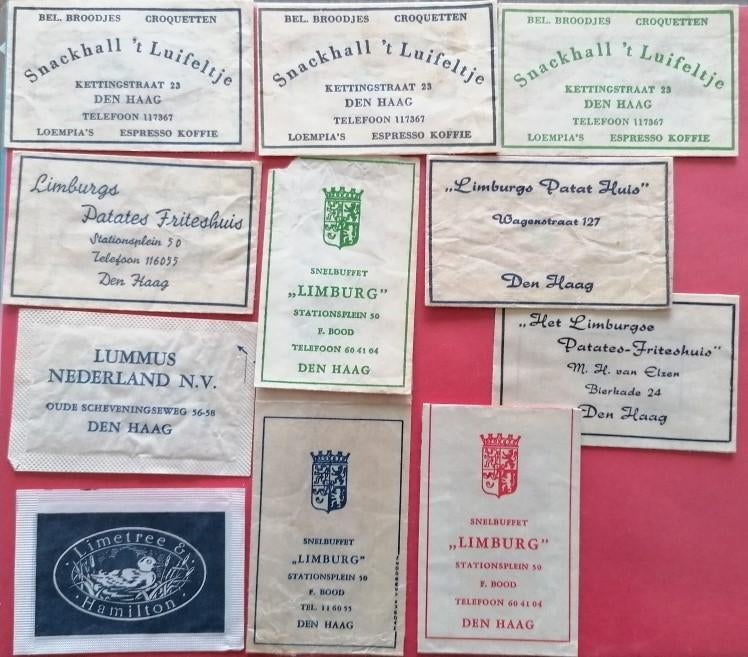 BEL. BROODJES CROQUETTEN
Snackhall 't Luifeltje
KETTINGSTRAAT 23
DEN HAAG
TELEFOON 117367
LOEMPIA'S ESPRESSO KOFFIE
BEL. BROODJES CROQUETTEN
Snackhall 't Luifeltje
KETTINGSTRAAT 23
DEN HAAG
TELEFOON 117367
LOEMPIA'S ESPRESSO KOFFIE
BEL. BROODJES CROQUETTEN
Snackhall 't Luifeltje
KETTINGSTRAAT 23
DEN HAAG
TELEFOON 117367
LOEMPIA'S ESPRESSO KOFFIE
Limburgs
Patates Friteshuis
Stationsplein 50
Telefoon 116055
Den Haag
SNELBUFFET
„LIMBURG"
STATIONSPLEIN 50
F. BOOD
TELEFOON 60 41 04
DEN HAAG
„Limburgs Patat Huis"
Wagenstraat 127
Den Haag
„Het Limburgse
Patates-Friteshuis"
M. H. van Elzen
Bierkade 24
Den Haag
LUMMUS
NEDERLAND N.V.
OUDE SCHEVENINGSEWEG 56-58
DEN HAAG
· Limetree & ·
Hamilton
SNELBUFFET
„LIMBURG"
STATIONSPLEIN 50
F. BOOD
TEL. 11 60 55
DEN HAAG
SNELBUFFET
„LIMBURG"
STATIONSPLEIN 50
F. BOOD
TELEFOON 60 41 04
DEN HAAG